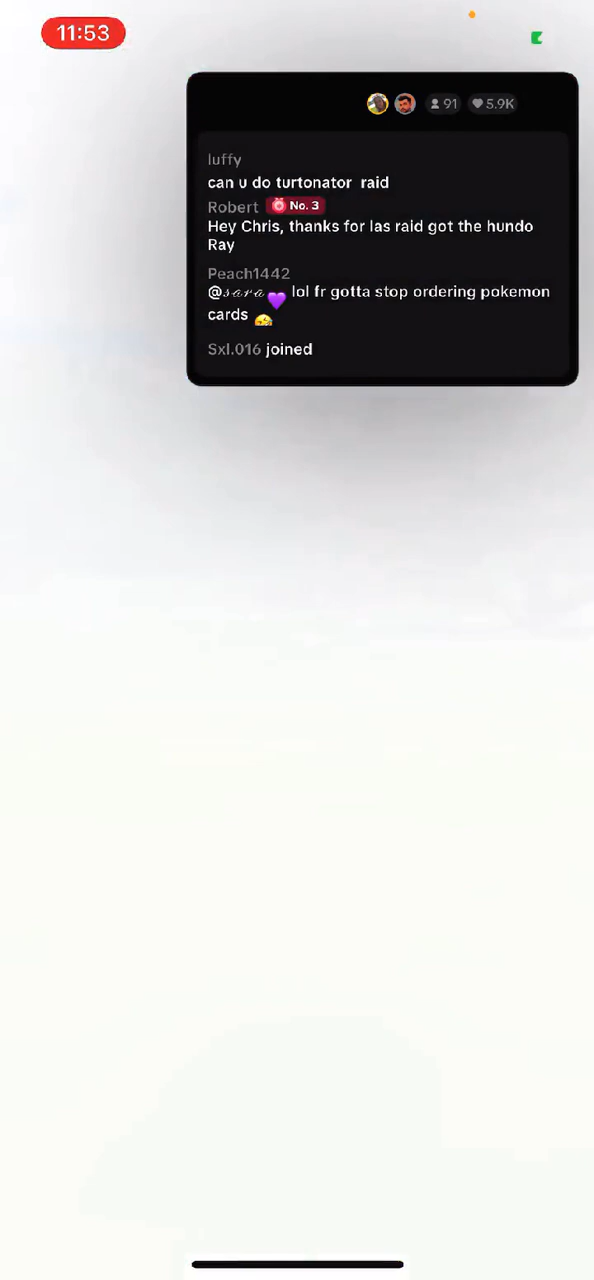 11:53
91 5.9K
luffy
can u do turtonator raid
Robert No. 3
Hey Chris, thanks for las raid got the hundo
Ray
Peach1442
@𝓈𝒶𝓇𝒶💜 lol fr gotta stop ordering pokemon
cards 🤧
Sxl.016 joined